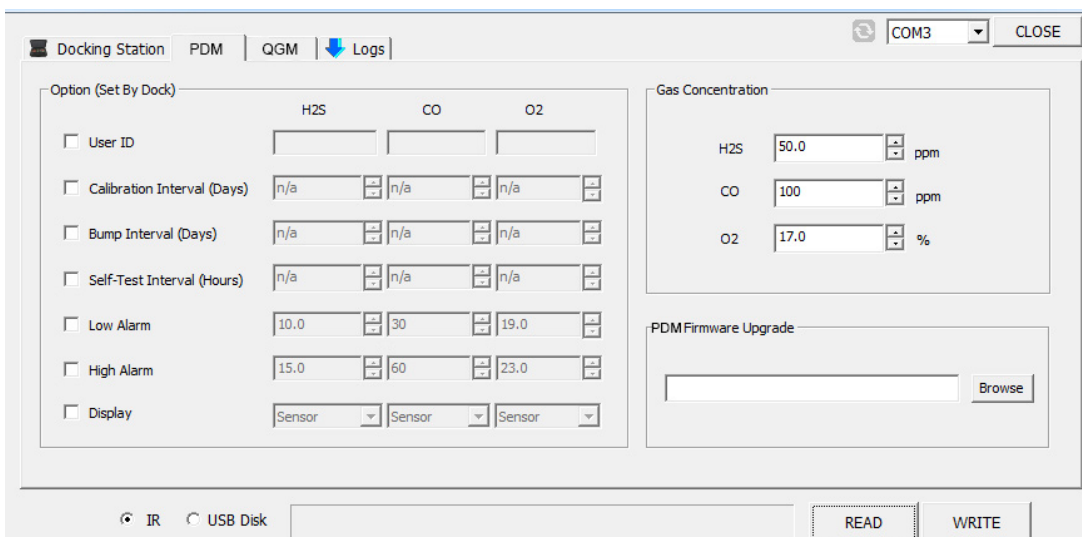 COM3 CLOSE
Docking Station PDM QGM Logs
Option (Set By Dock)
H2S CO O2
User ID
Calibration Interval (Days) n/a n/a n/a
Bump Interval (Days) n/a n/a n/a
Self-Test Interval (Hours) n/a n/a n/a
Low Alarm 10.0 30 19.0
High Alarm 15.0 60 23.0
Display Sensor Sensor Sensor
Gas Concentration
H2S 50.0 ppm
CO 100 ppm
O2 17.0 %
PDM Firmware Upgrade
Browse
IR USB Disk READ WRITE